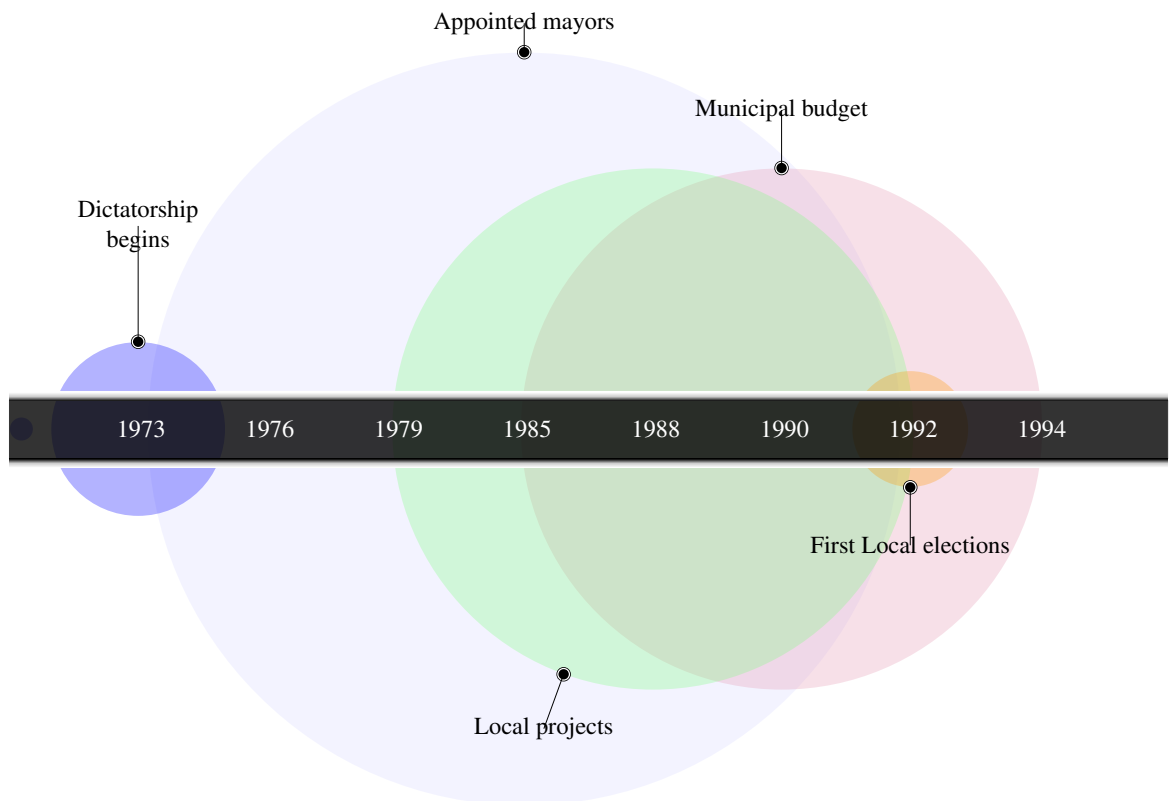 Appointed mayors
Municipal budget
Dictatorship
begins
1973 1976 1979 1985 1988 1990 1992 1994
First Local elections
Local projects